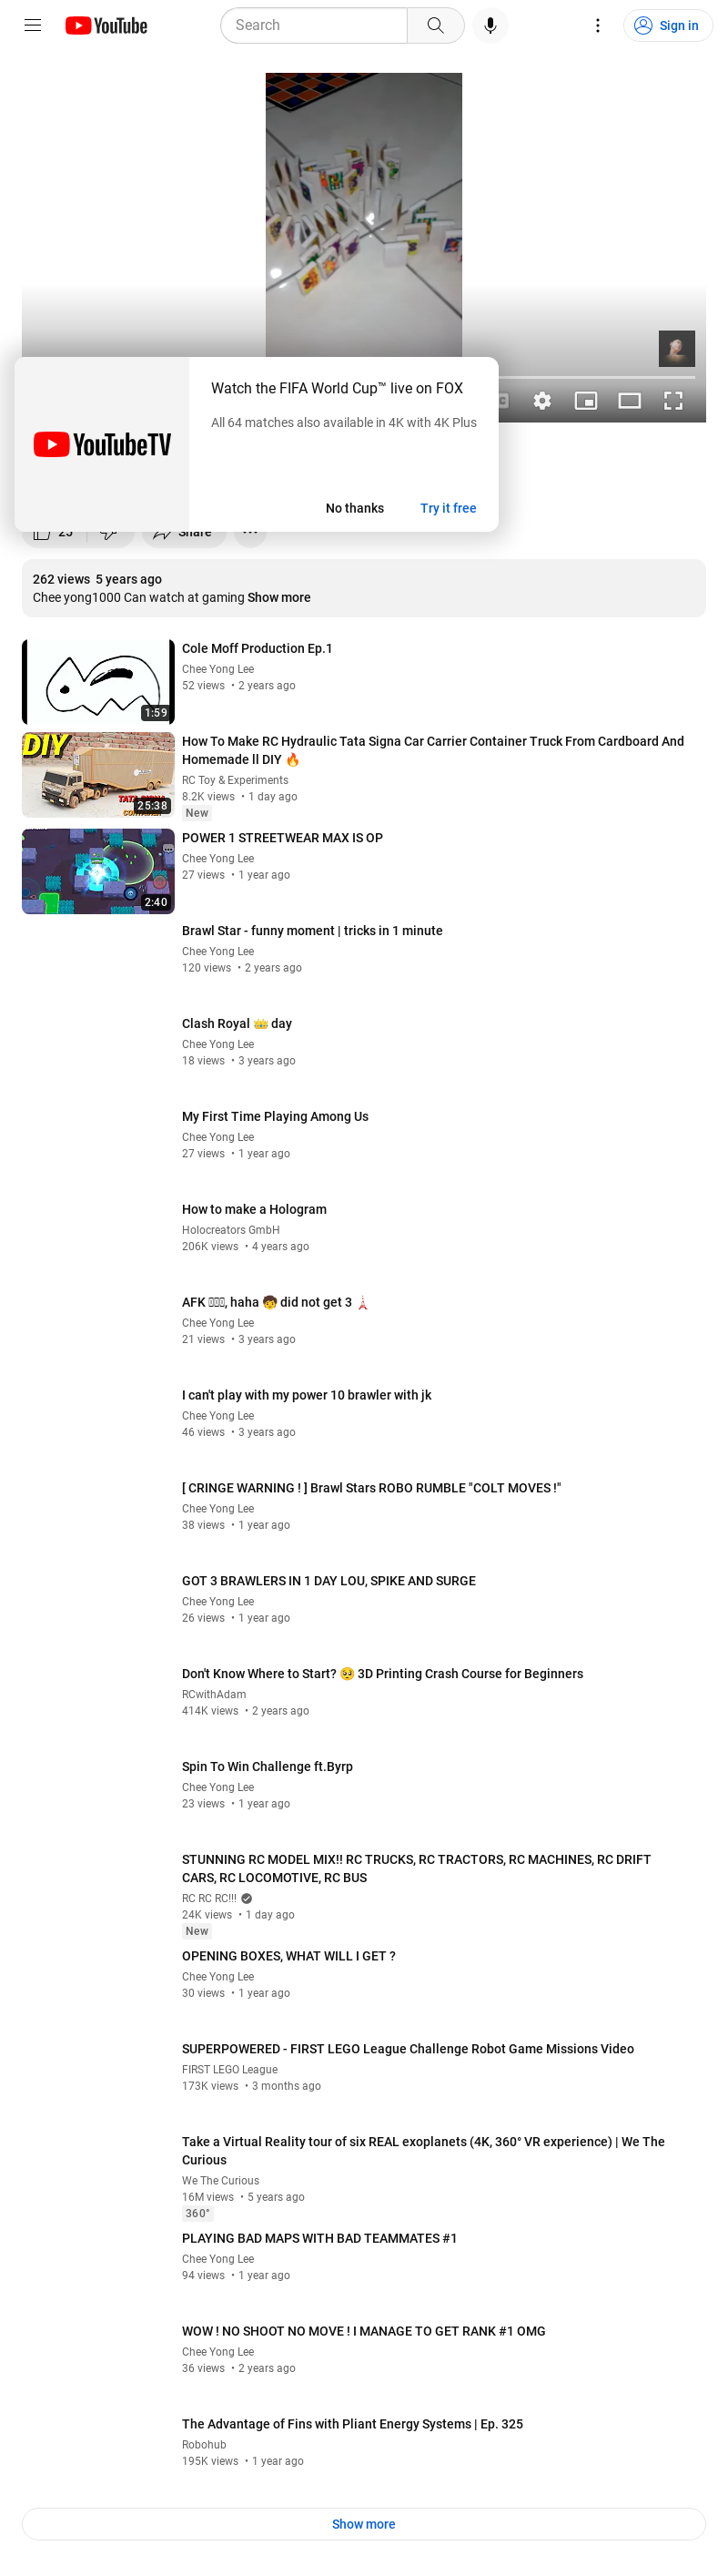 YouTube
Search
Sign in
Watch the FIFA World Cup™ live on FOX
All 64 matches also available in 4K with 4K Plus
YouTubeTV
No thanks
Try it free
25
Share
262 views 5 years ago
Chee yong1000 Can watch at gaming Show more
Cole Moff Production Ep.1
Chee Yong Lee
52 views • 2 years ago
1:59
DIY
TATA SIGNA
CONTAINER
25:38
How To Make RC Hydraulic Tata Signa Car Carrier Container Truck From Cardboard And
Homemade ll DIY 🔥
RC Toy & Experiments
8.2K views • 1 day ago
New
POWER 1 STREETWEAR MAX IS OP
Chee Yong Lee
27 views • 1 year ago
2:40
Brawl Star - funny moment | tricks in 1 minute
Chee Yong Lee
120 views • 2 years ago
Clash Royal 👑 day
Chee Yong Lee
18 views • 3 years ago
My First Time Playing Among Us
Chee Yong Lee
27 views • 1 year ago
How to make a Hologram
Holocreators GmbH
206K views • 4 years ago
AFK , haha 🧒 did not get 3 🗼
Chee Yong Lee
21 views • 3 years ago
I can't play with my power 10 brawler with jk
Chee Yong Lee
46 views • 3 years ago
[ CRINGE WARNING ! ] Brawl Stars ROBO RUMBLE "COLT MOVES !"
Chee Yong Lee
38 views • 1 year ago
GOT 3 BRAWLERS IN 1 DAY LOU, SPIKE AND SURGE
Chee Yong Lee
26 views • 1 year ago
Don't Know Where to Start? 🥺 3D Printing Crash Course for Beginners
RCwithAdam
414K views • 2 years ago
Spin To Win Challenge ft.Byrp
Chee Yong Lee
23 views • 1 year ago
STUNNING RC MODEL MIX!! RC TRUCKS, RC TRACTORS, RC MACHINES, RC DRIFT
CARS, RC LOCOMOTIVE, RC BUS
RC RC RC!!!
24K views • 1 day ago
New
OPENING BOXES, WHAT WILL I GET ?
Chee Yong Lee
30 views • 1 year ago
SUPERPOWERED - FIRST LEGO League Challenge Robot Game Missions Video
FIRST LEGO League
173K views • 3 months ago
Take a Virtual Reality tour of six REAL exoplanets (4K, 360° VR experience) | We The
Curious
We The Curious
16M views • 5 years ago
360°
PLAYING BAD MAPS WITH BAD TEAMMATES #1
Chee Yong Lee
94 views • 1 year ago
WOW ! NO SHOOT NO MOVE ! I MANAGE TO GET RANK #1 OMG
Chee Yong Lee
36 views • 2 years ago
The Advantage of Fins with Pliant Energy Systems | Ep. 325
Robohub
195K views • 1 year ago
Show more